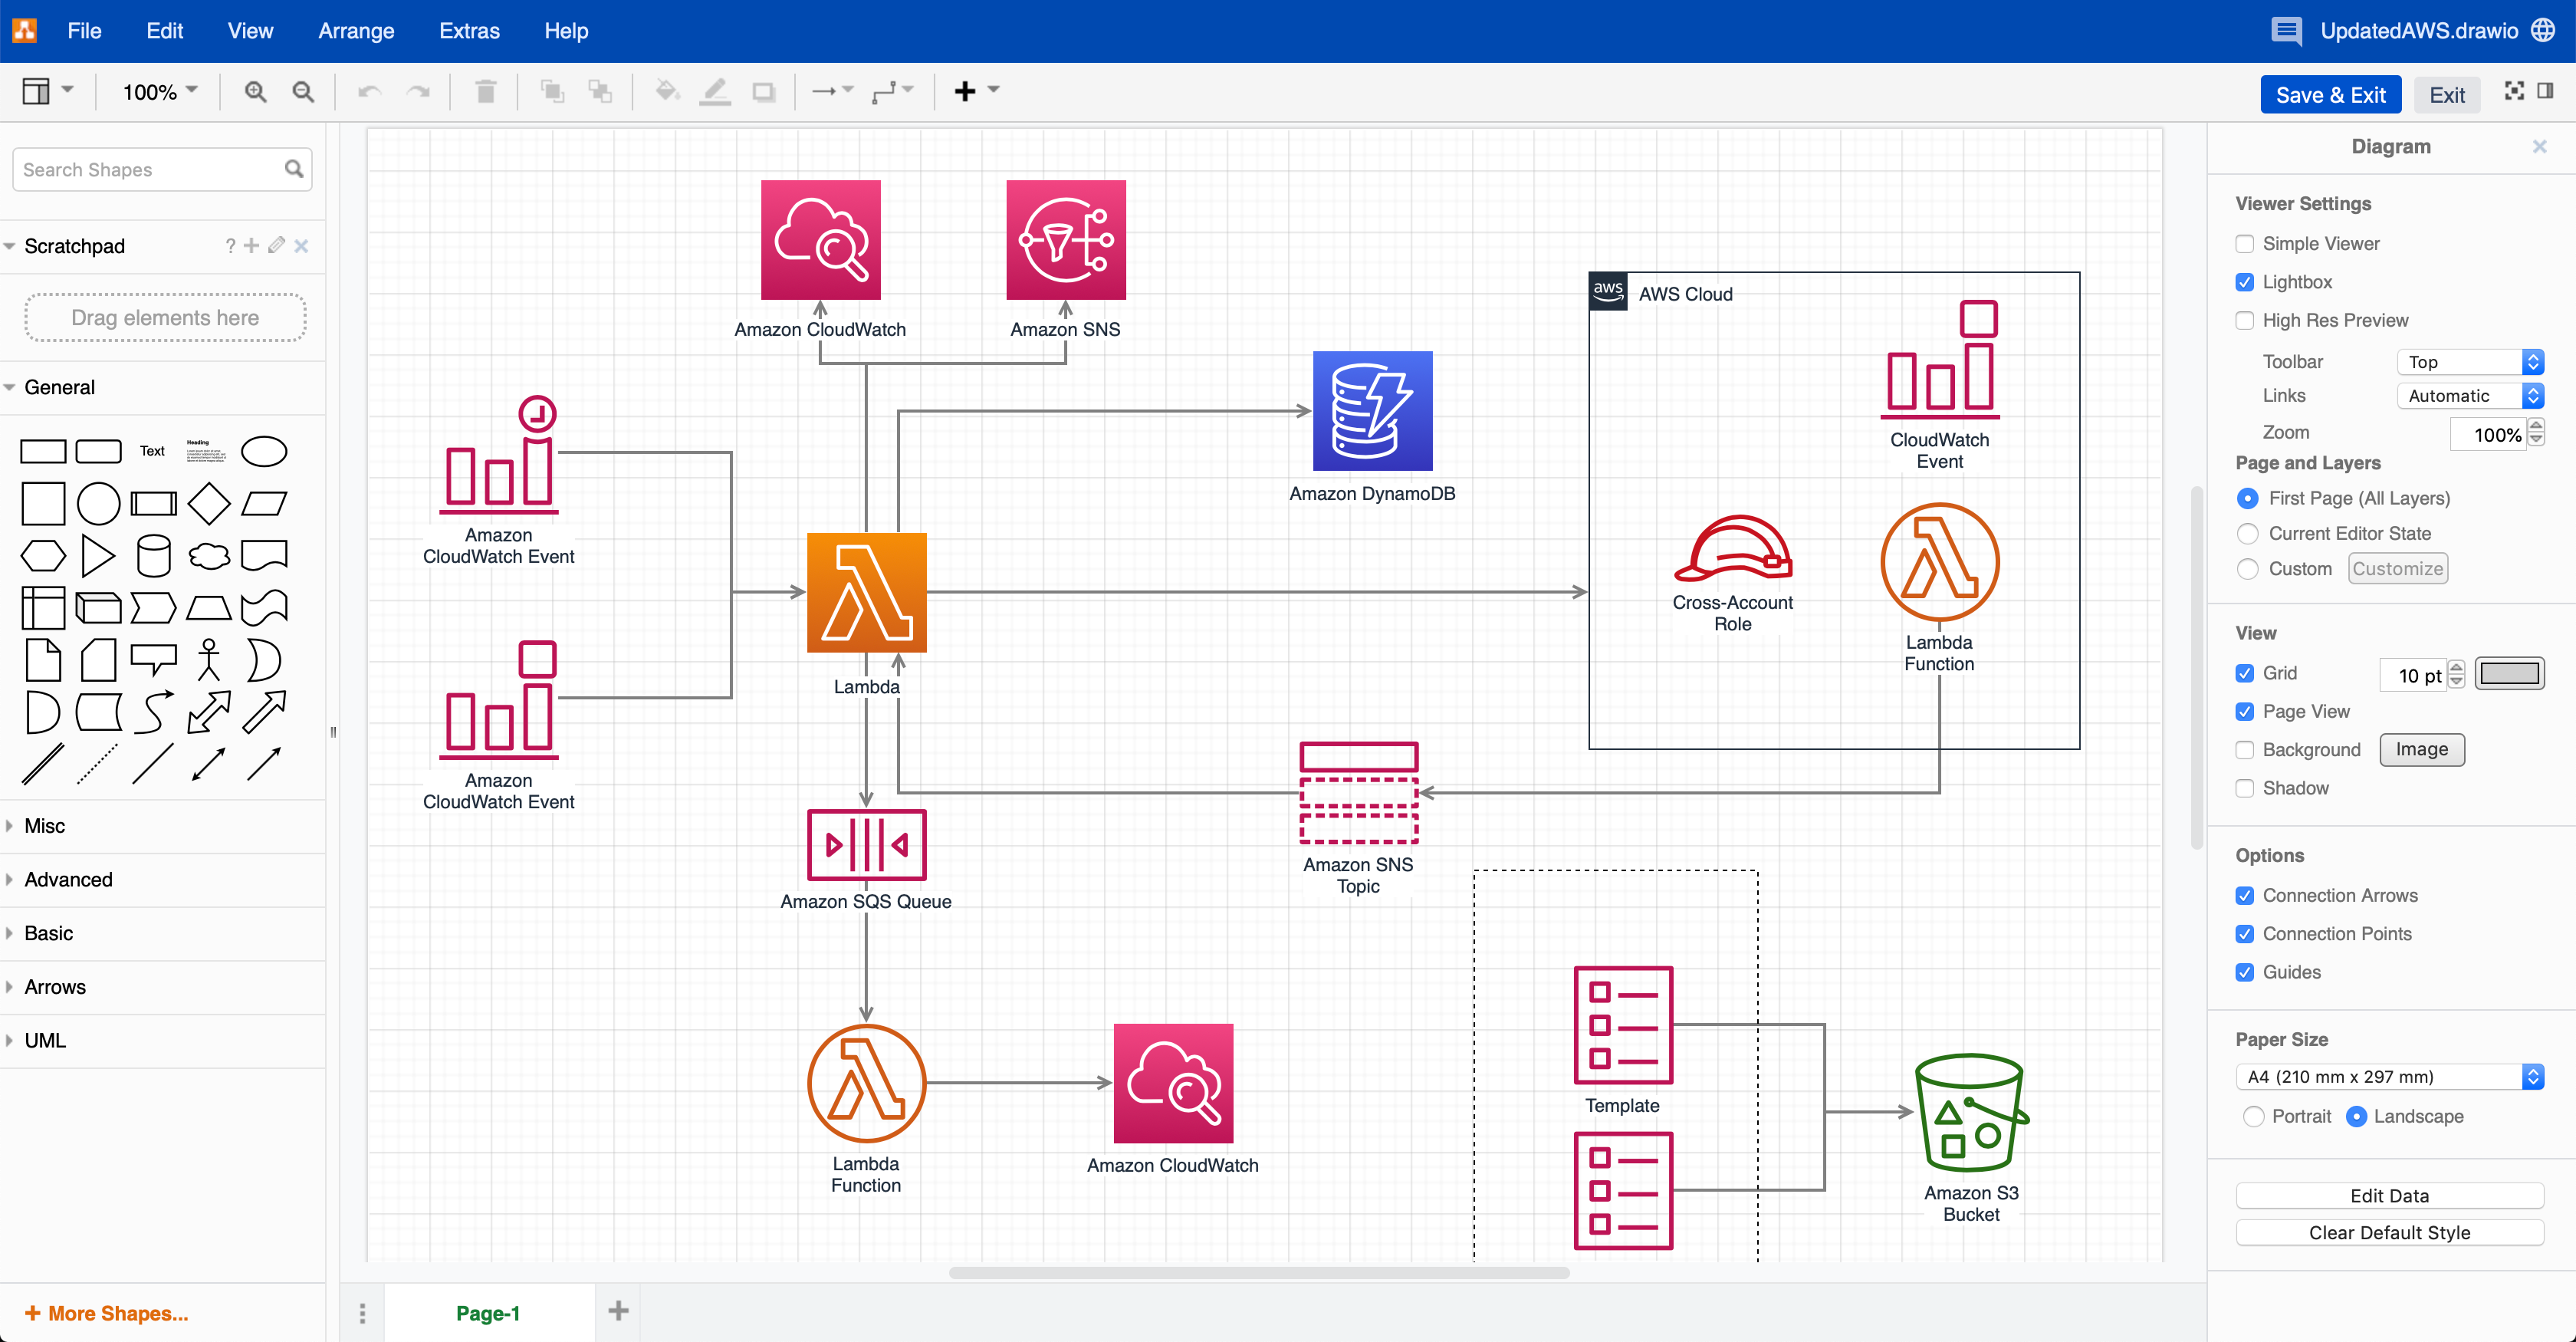 File Edit View Arrange Extras Help
UpdatedAWS.drawio
100%
Save & Exit
Exit
Search Shapes
Scratchpad
?
Drag elements here
General
Text
Heading
Misc
Advanced
Basic
Arrows
UML
+ More Shapes...
Amazon CloudWatch
Amazon SNS
aws
AWS Cloud
CloudWatch
Event
Amazon DynamoDB
Amazon
CloudWatch Event
Cross-Account
Role
Lambda
Function
Lambda
Amazon
CloudWatch Event
Amazon SNS
Topic
Amazon SQS Queue
Template
Lambda
Function
Amazon CloudWatch
Amazon S3
Bucket
Page-1
Diagram
Viewer Settings
Simple Viewer
Lightbox
High Res Preview
Toolbar Top
Links Automatic
Zoom 100%
Page and Layers
First Page (All Layers)
Current Editor State
Custom Customize
View
Grid 10 pt
Page View
Background Image
Shadow
Options
Connection Arrows
Connection Points
Guides
Paper Size
A4 (210 mm x 297 mm)
Portrait Landscape
Edit Data
Clear Default Style